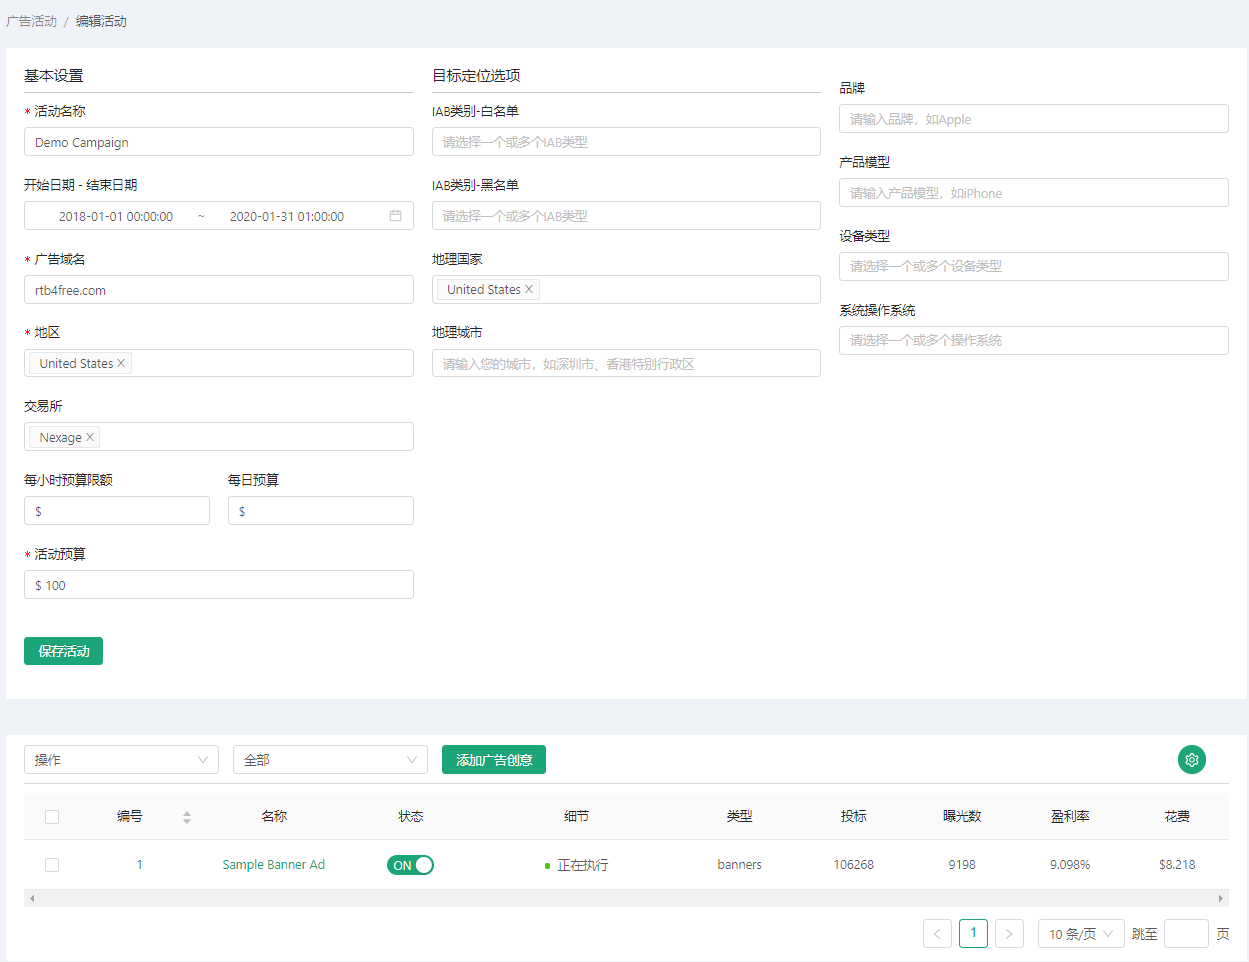 广告活动 / 编辑活动
基本设置
* 活动名称
Demo Campaign
开始日期 - 结束日期
2018-01-01 00:00:00 ~ 2020-01-31 01:00:00
* 广告域名
rtb4free.com
* 地区
United States
交易所
Nexage
每小时预算限额 每日预算
$ $
* 活动预算
$ 100
保存活动
目标定位选项
IAB类别-白名单
请选择一个或多个IAB类型
IAB类别-黑名单
请选择一个或多个IAB类型
地理国家
United States
地理城市
请输入您的城市，如深圳市、香港特别行政区
品牌
请输入品牌，如Apple
产品模型
请输入产品模型，如iPhone
设备类型
请选择一个或多个设备类型
系统操作系统
请选择一个或多个操作系统
操作 全部 添加广告创意
编号 名称 状态 细节 类型 投标 曝光数 盈利率 花费
1 Sample Banner Ad ON 正在执行 banners 106268 9198 9.098% $8.218
< 1 > 10 条/页 跳至 页